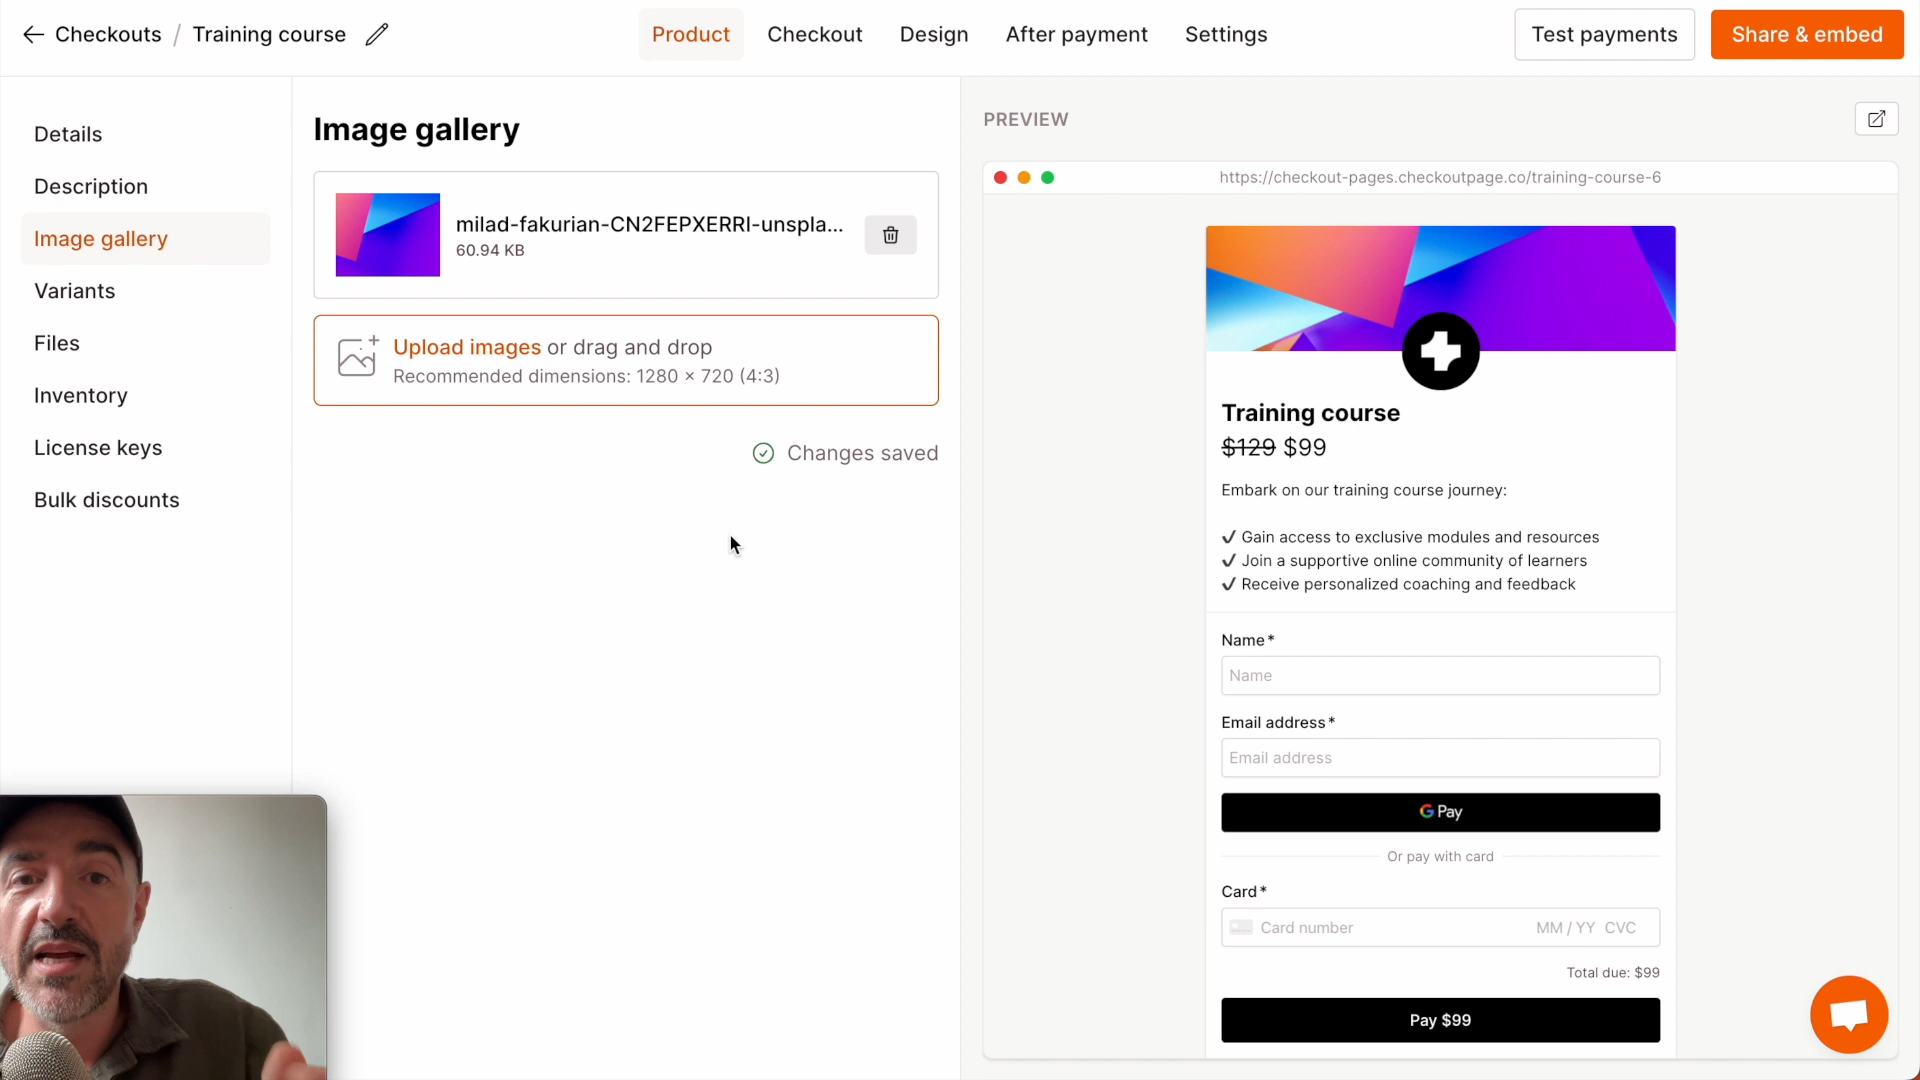 Checkouts / Training course
Product
Checkout
Design
After payment
Settings
Test payments
Share & embed
Details
Description
Image gallery
Variants
Files
Inventory
License keys
Bulk discounts
Image gallery
milad-fakurian-CN2FEPXERRI-unspla...
60.94 KB
Upload images or drag and drop
Recommended dimensions: 1280 × 720 (4:3)
Changes saved
PREVIEW
https://checkout-pages.checkoutpage.co/training-course-6
Training course
$129 $99
Embark on our training course journey:
✓ Gain access to exclusive modules and resources
✓ Join a supportive online community of learners
✓ Receive personalized coaching and feedback
Name*
Name
Email address*
Email address
G Pay
Or pay with card
Card*
Card number MM / YY CVC
Total due: $99
Pay $99